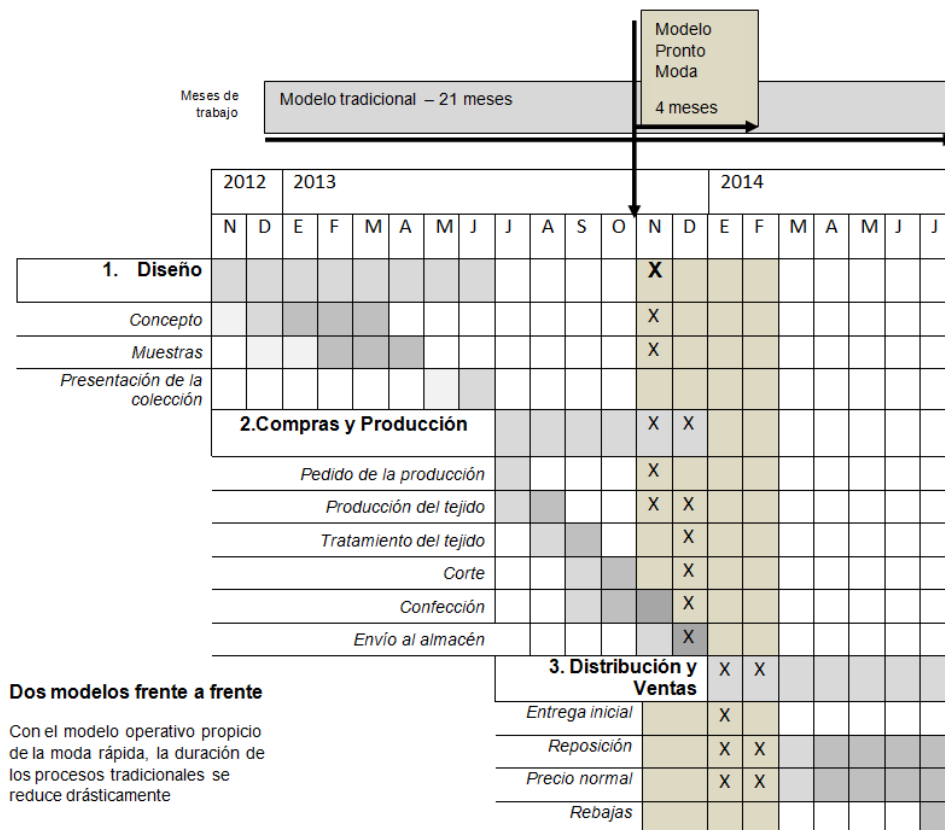 Modelo
Pronto
Moda
4 meses
Meses de
trabajo
Modelo tradicional – 21 meses
2012 2013 2014
N D E F M A M J J A S O N D E F M A M J J
1. Diseño X
Concepto X
Muestras X
Presentación de la
colección
2.Compras y Producción X X
Pedido de la producción X
Producción del tejido X X
Tratamiento del tejido X
Corte X
Confección X
Envío al almacén X
3. Distribución y
Ventas X X
Entrega inicial X
Reposición X X
Precio normal X X
Rebajas
Dos modelos frente a frente
Con el modelo operativo propicio
de la moda rápida, la duración de
los procesos tradicionales se
reduce drásticamente